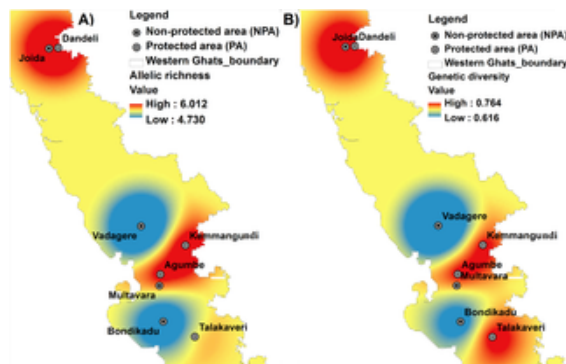 A)
Legend
Non-protected area (NPA)
Protected area (PA)
Western Ghats_boundary
Allelic richness
Value
High : 6.012
Low : 4.730
Dandeli
Joida
Vadagere
Kemmangundi
Agumbe
Multavara
Bondikadu
Talakaveri
B)
Legend
Non-protected area (NPA)
Protected area (PA)
Western Ghats_boundary
Genetic diversity
Value
High : 0.764
Low : 0.616
Joida
Dandeli
Vadagere
Kemmangundi
Agumbe
Multavara
Bondikadu
Talakaveri